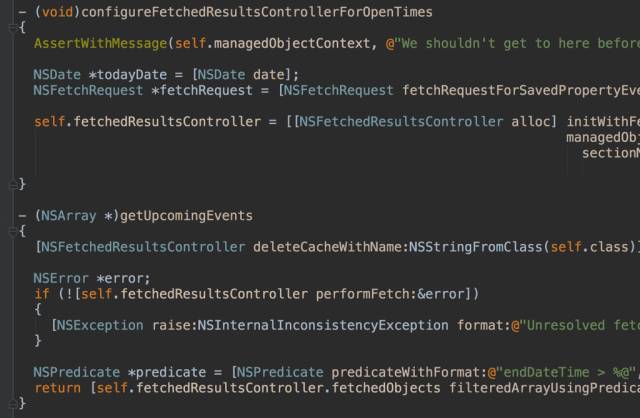 - (void)configureFetchedResultsControllerForOpenTimes
{
AssertWithMessage(self.managedObjectContext, @"We shouldn't get to here before
NSDate *todayDate = [NSDate date];
NSFetchRequest *fetchRequest = [NSFetchRequest fetchRequestForSavedPropertyEve
self.fetchedResultsController = [[NSFetchedResultsController alloc] initWithFe
managedObj
sectionN
}
- (NSArray *)getUpcomingEvents
{
[NSFetchedResultsController deleteCacheWithName:NSStringFromClass(self.class)]
NSError *error;
if (![self.fetchedResultsController performFetch:&error])
{
[NSException raise:NSInternalInconsistencyException format:@"Unresolved fetc
}
NSPredicate *predicate = [NSPredicate predicateWithFormat:@"endDateTime > %@",
return [self.fetchedResultsController.fetchedObjects filteredArrayUsingPredica
}